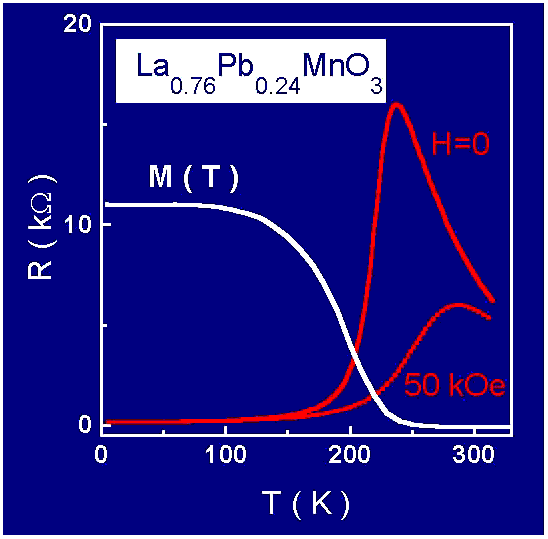 20
La0.76Pb0.24MnO3
H=0
M ( T )
10
R ( kΩ )
50 kOe
0
0 100 200 300
T ( K )